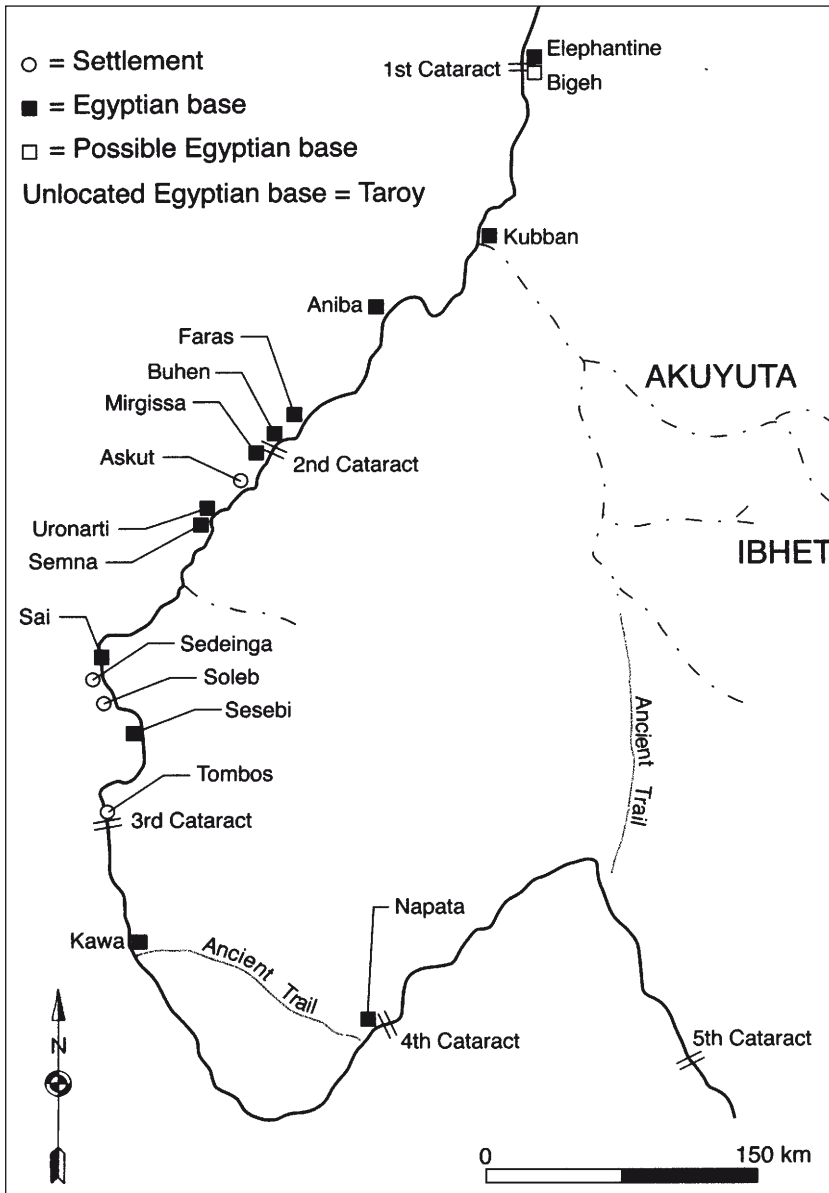 ○ = Settlement
■ = Egyptian base
□ = Possible Egyptian base
Unlocated Egyptian base = Taroy
Elephantine
1st Cataract
Bigeh
Kubban
Aniba
Faras
Buhen
Mirgissa
AKUYUTA
Askut
2nd Cataract
Uronarti
Semna
IBHET
Sai
Sedeinga
Soleb
Sesebi
Ancient Trail
Tombos
3rd Cataract
Napata
Kawa
Ancient Trail
4th Cataract
5th Cataract
N
0 150 km